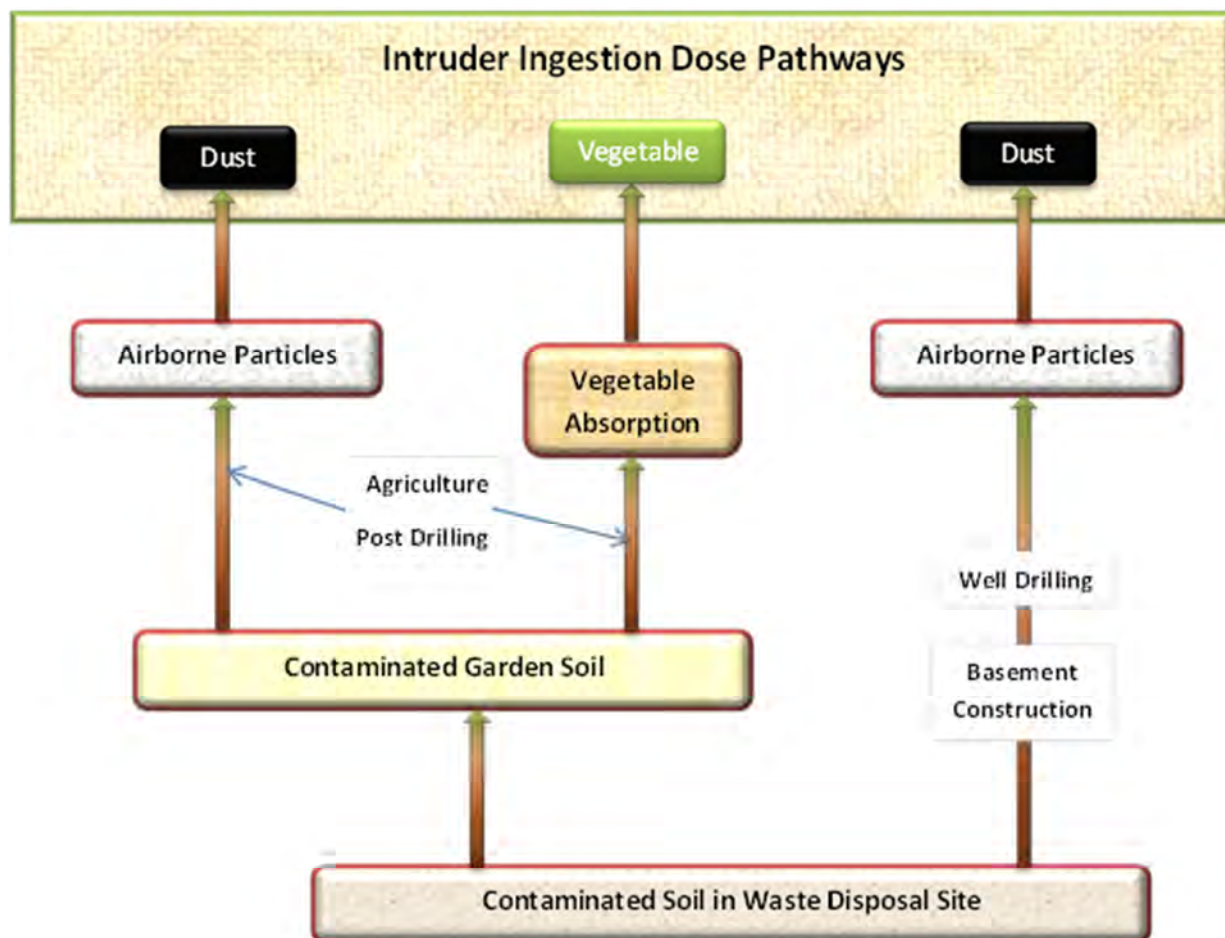 Intruder Ingestion Dose Pathways
Dust
Vegetable
Dust
Airborne Particles
Airborne Particles
Vegetable
Absorption
Agriculture
Post Drilling
Well Drilling
Contaminated Garden Soil
Basement
Construction
Contaminated Soil in Waste Disposal Site